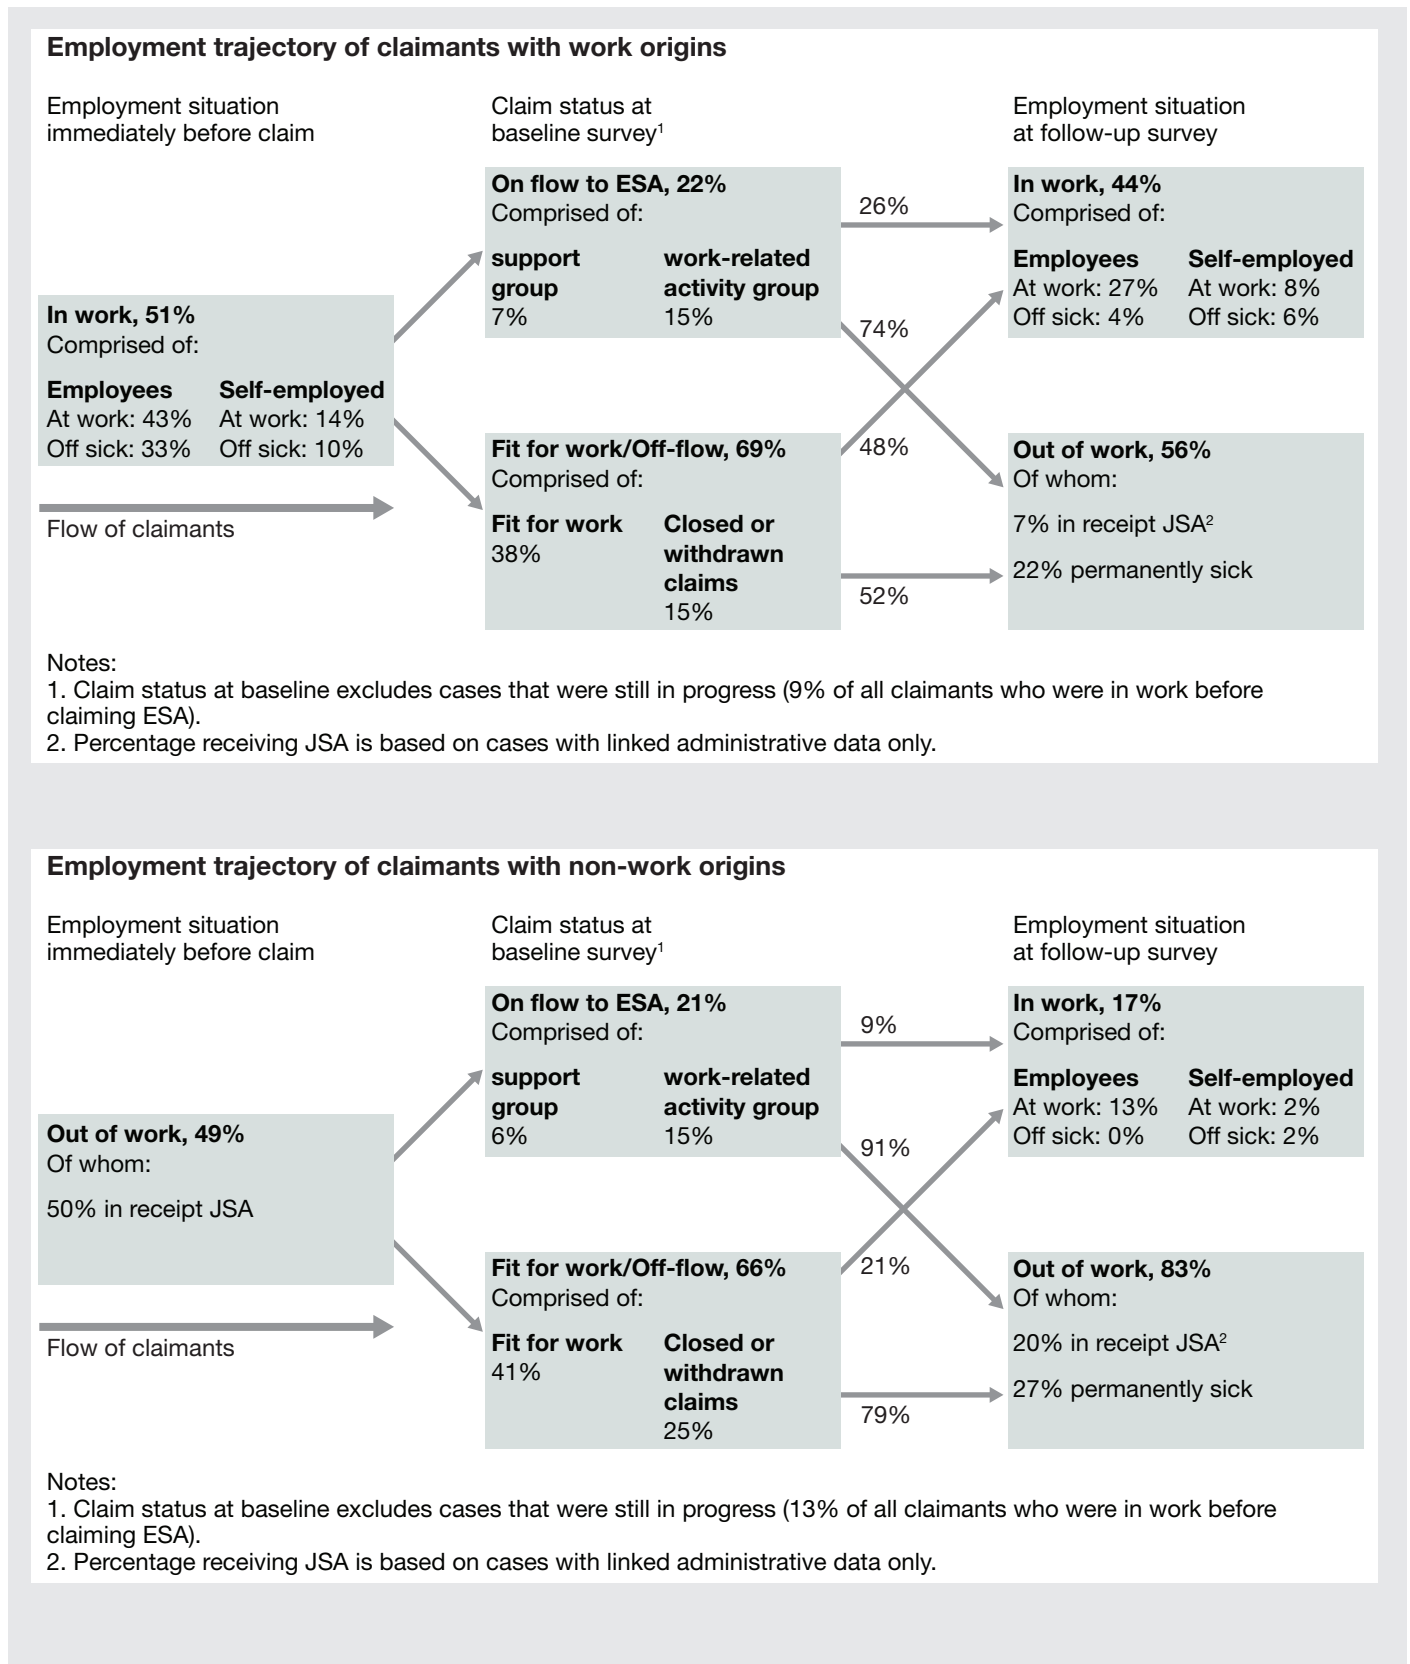 Employment trajectory of claimants with work origins
Employment situation
immediately before claim
Claim status at
baseline survey¹
Employment situation
at follow-up survey
In work, 51%
Comprised of:
Employees
At work: 43%
Off sick: 33%
Self-employed
At work: 14%
Off sick: 10%
Flow of claimants
On flow to ESA, 22%
Comprised of:
support
group
7%
work-related
activity group
15%
Fit for work/Off-flow, 69%
Comprised of:
Fit for work
38%
Closed or
withdrawn
claims
15%
26%
74%
48%
52%
In work, 44%
Comprised of:
Employees
At work: 27%
Off sick: 4%
Self-employed
At work: 8%
Off sick: 6%
Out of work, 56%
Of whom:
7% in receipt JSA²
22% permanently sick
Notes:
1. Claim status at baseline excludes cases that were still in progress (9% of all claimants who were in work before
claiming ESA).
2. Percentage receiving JSA is based on cases with linked administrative data only.
Employment trajectory of claimants with non-work origins
Employment situation
immediately before claim
Claim status at
baseline survey¹
Employment situation
at follow-up survey
Out of work, 49%
Of whom:
50% in receipt JSA
Flow of claimants
On flow to ESA, 21%
Comprised of:
support
group
6%
work-related
activity group
15%
Fit for work/Off-flow, 66%
Comprised of:
Fit for work
41%
Closed or
withdrawn
claims
25%
9%
91%
21%
79%
In work, 17%
Comprised of:
Employees
At work: 13%
Off sick: 0%
Self-employed
At work: 2%
Off sick: 2%
Out of work, 83%
Of whom:
20% in receipt JSA²
27% permanently sick
Notes:
1. Claim status at baseline excludes cases that were still in progress (13% of all claimants who were in work before
claiming ESA).
2. Percentage receiving JSA is based on cases with linked administrative data only.